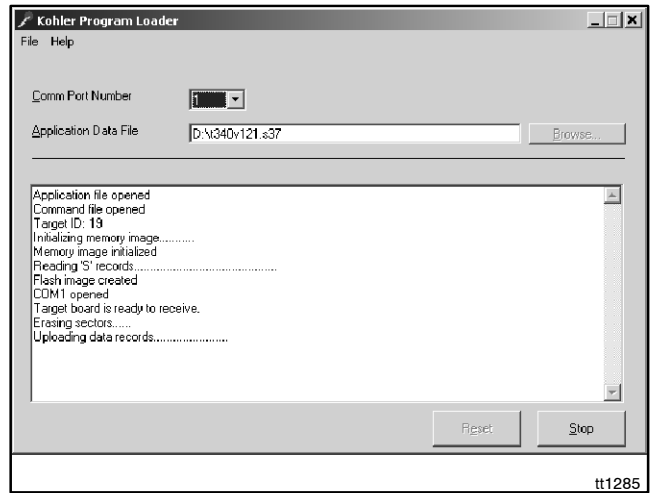 Kohler Program Loader
File Help
Comm Port Number 1
Application Data File D:\t340v121.s37 Browse...
Application file opened
Command file opened
Target ID: 19
Initializing memory image...........
Memory image initialized
Reading 'S' records.............................................
Flash image created
COM1 opened
Target board is ready to receive.
Erasing sectors......
Uploading data records.......................
Reset Stop
tt1285